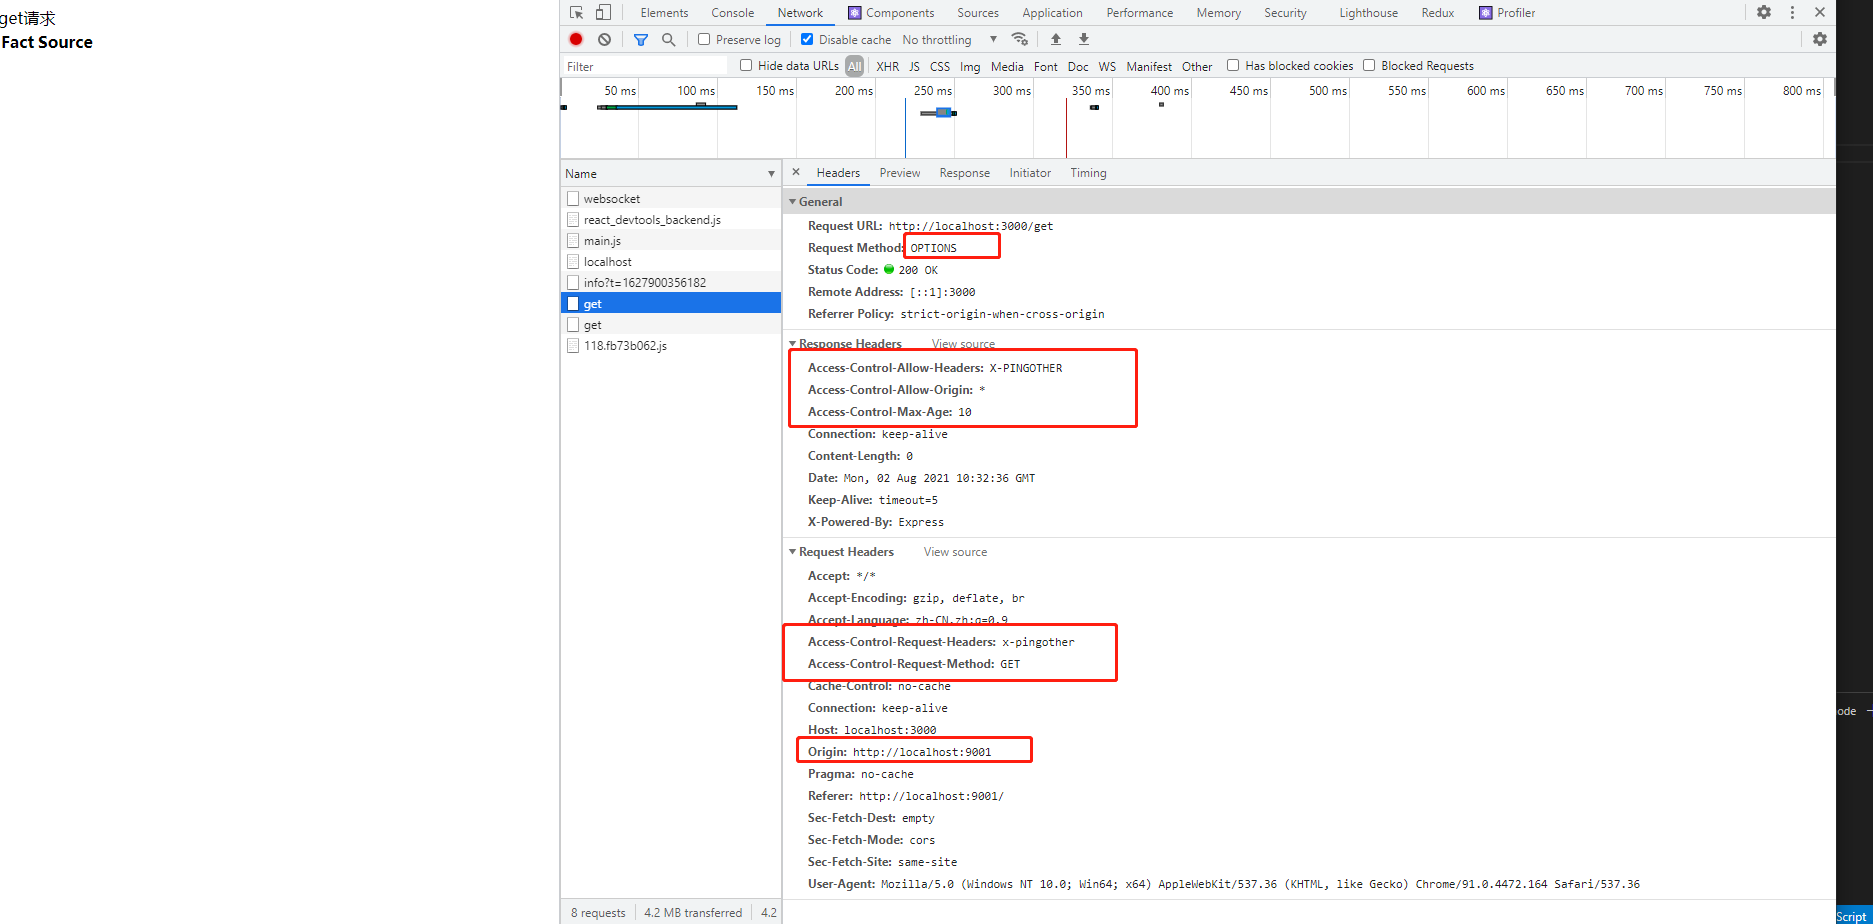 get请求
Fact Source
Elements Console Network Components Sources Application Performance Memory Security Lighthouse Redux Profiler
Preserve log Disable cache No throttling
Filter Hide data URLs All XHR JS CSS Img Media Font Doc WS Manifest Other Has blocked cookies Blocked Requests
50 ms 100 ms 150 ms 200 ms 250 ms 300 ms 350 ms 400 ms 450 ms 500 ms 550 ms 600 ms 650 ms 700 ms 750 ms 800 ms
Name
websocket
react_devtools_backend.js
main.js
localhost
info?t=1627900356182
get
get
118.fb73b062.js
8 requests 4.2 MB transferred 4.2
Headers Preview Response Initiator Timing
General
Request URL: http://localhost:3000/get
Request Method: OPTIONS
Status Code: 200 OK
Remote Address: [::1]:3000
Referrer Policy: strict-origin-when-cross-origin
Response Headers View source
Access-Control-Allow-Headers: X-PINGOTHER
Access-Control-Allow-Origin: *
Access-Control-Max-Age: 10
Connection: keep-alive
Content-Length: 0
Date: Mon, 02 Aug 2021 10:32:36 GMT
Keep-Alive: timeout=5
X-Powered-By: Express
Request Headers View source
Accept: */*
Accept-Encoding: gzip, deflate, br
Accept-Language: zh-CN,zh;q=0.9
Access-Control-Request-Headers: x-pingother
Access-Control-Request-Method: GET
Cache-Control: no-cache
Connection: keep-alive
Host: localhost:3000
Origin: http://localhost:9001
Pragma: no-cache
Referer: http://localhost:9001/
Sec-Fetch-Dest: empty
Sec-Fetch-Mode: cors
Sec-Fetch-Site: same-site
User-Agent: Mozilla/5.0 (Windows NT 10.0; Win64; x64) AppleWebKit/537.36 (KHTML, like Gecko) Chrome/91.0.4472.164 Safari/537.36
ode
Script